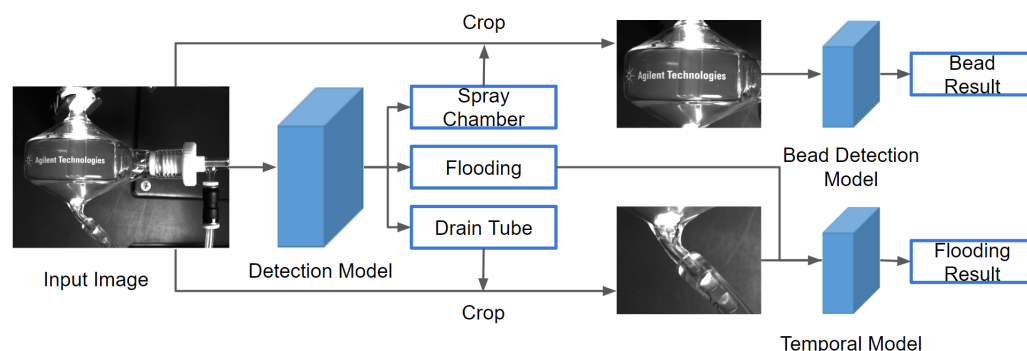 Crop
Agilent Technologies
Bead
Result
Spray
Chamber
Agilent Technologies
Flooding
Bead Detection
Model
Drain Tube
Flooding
Result
Input Image
Detection Model
Crop
Temporal Model